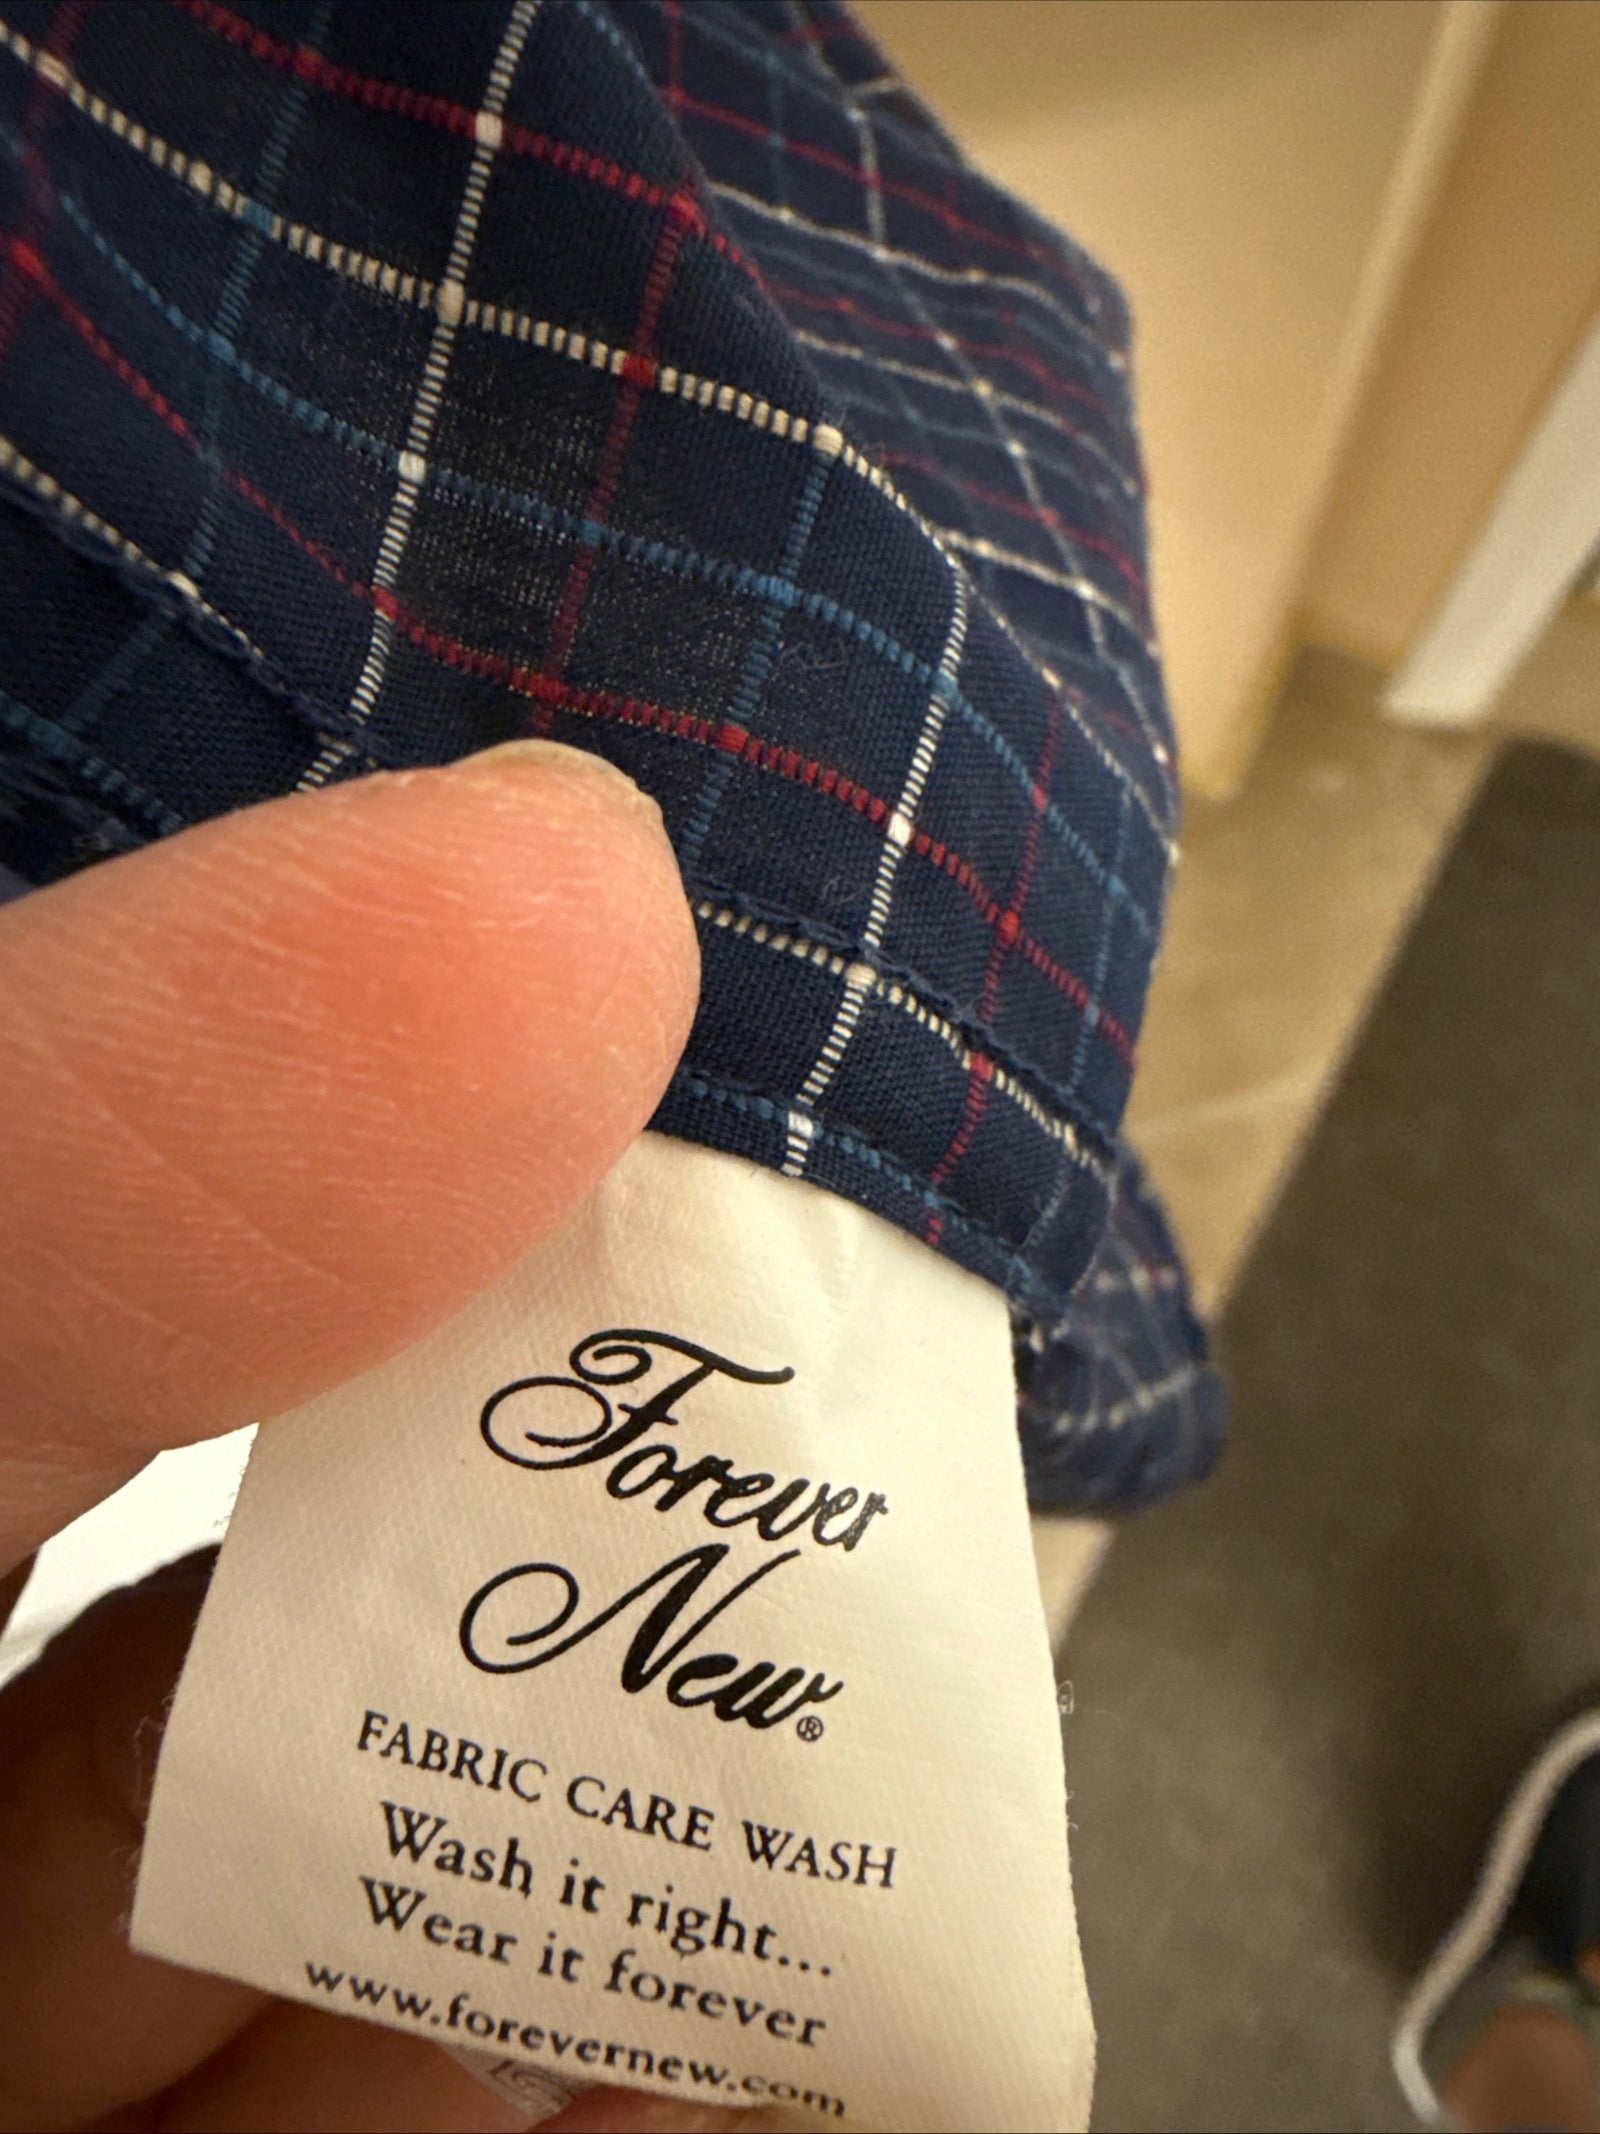 Forever
New®
FABRIC CARE WASH
Wash it right...
Wear it forever
www.forevernew.com